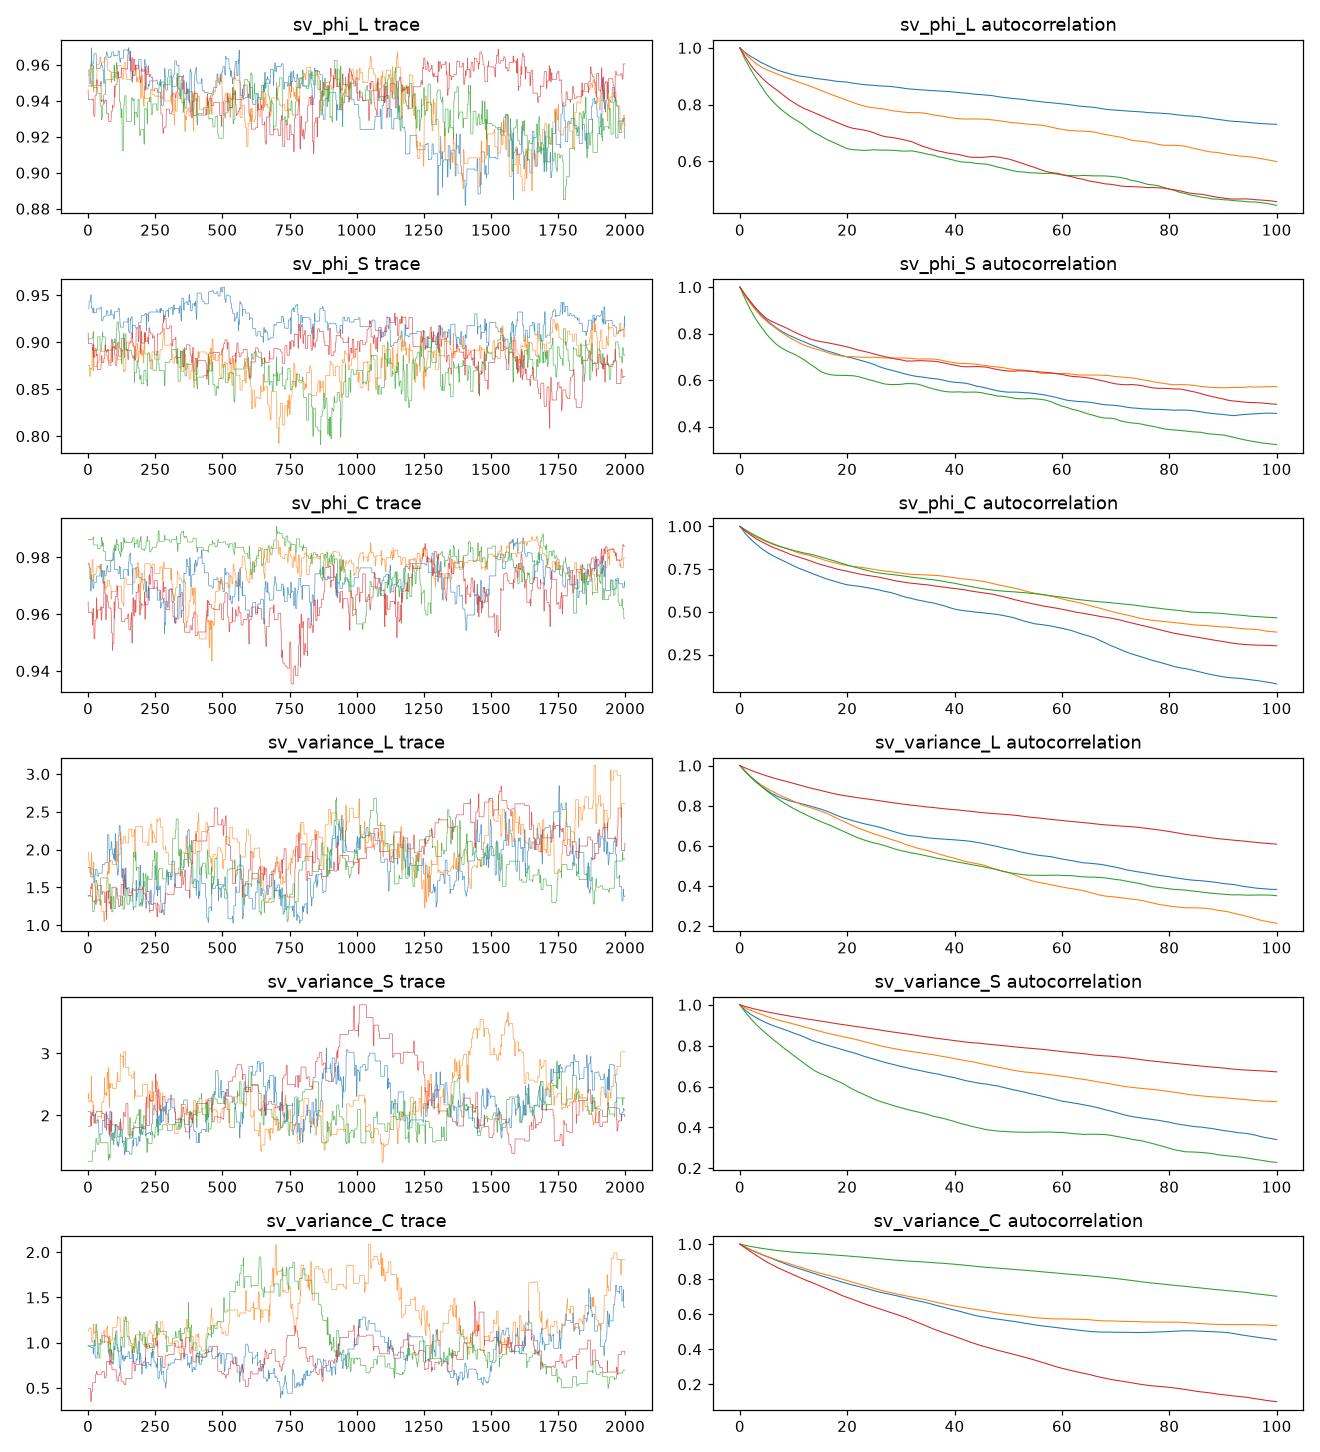 sv_phi_L trace
0.96
0.94
0.92
0.90
0.88
0 250 500 750 1000 1250 1500 1750 2000
sv_phi_L autocorrelation
1.0
0.8
0.6
0 20 40 60 80 100
sv_phi_S trace
0.95
0.90
0.85
0.80
0 250 500 750 1000 1250 1500 1750 2000
sv_phi_S autocorrelation
1.0
0.8
0.6
0.4
0 20 40 60 80 100
sv_phi_C trace
0.98
0.96
0.94
0 250 500 750 1000 1250 1500 1750 2000
sv_phi_C autocorrelation
1.00
0.75
0.50
0.25
0 20 40 60 80 100
sv_variance_L trace
3.0
2.5
2.0
1.5
1.0
0 250 500 750 1000 1250 1500 1750 2000
sv_variance_L autocorrelation
1.0
0.8
0.6
0.4
0.2
0 20 40 60 80 100
sv_variance_S trace
3
2
0 250 500 750 1000 1250 1500 1750 2000
sv_variance_S autocorrelation
1.0
0.8
0.6
0.4
0.2
0 20 40 60 80 100
sv_variance_C trace
2.0
1.5
1.0
0.5
0 250 500 750 1000 1250 1500 1750 2000
sv_variance_C autocorrelation
1.0
0.8
0.6
0.4
0.2
0 20 40 60 80 100